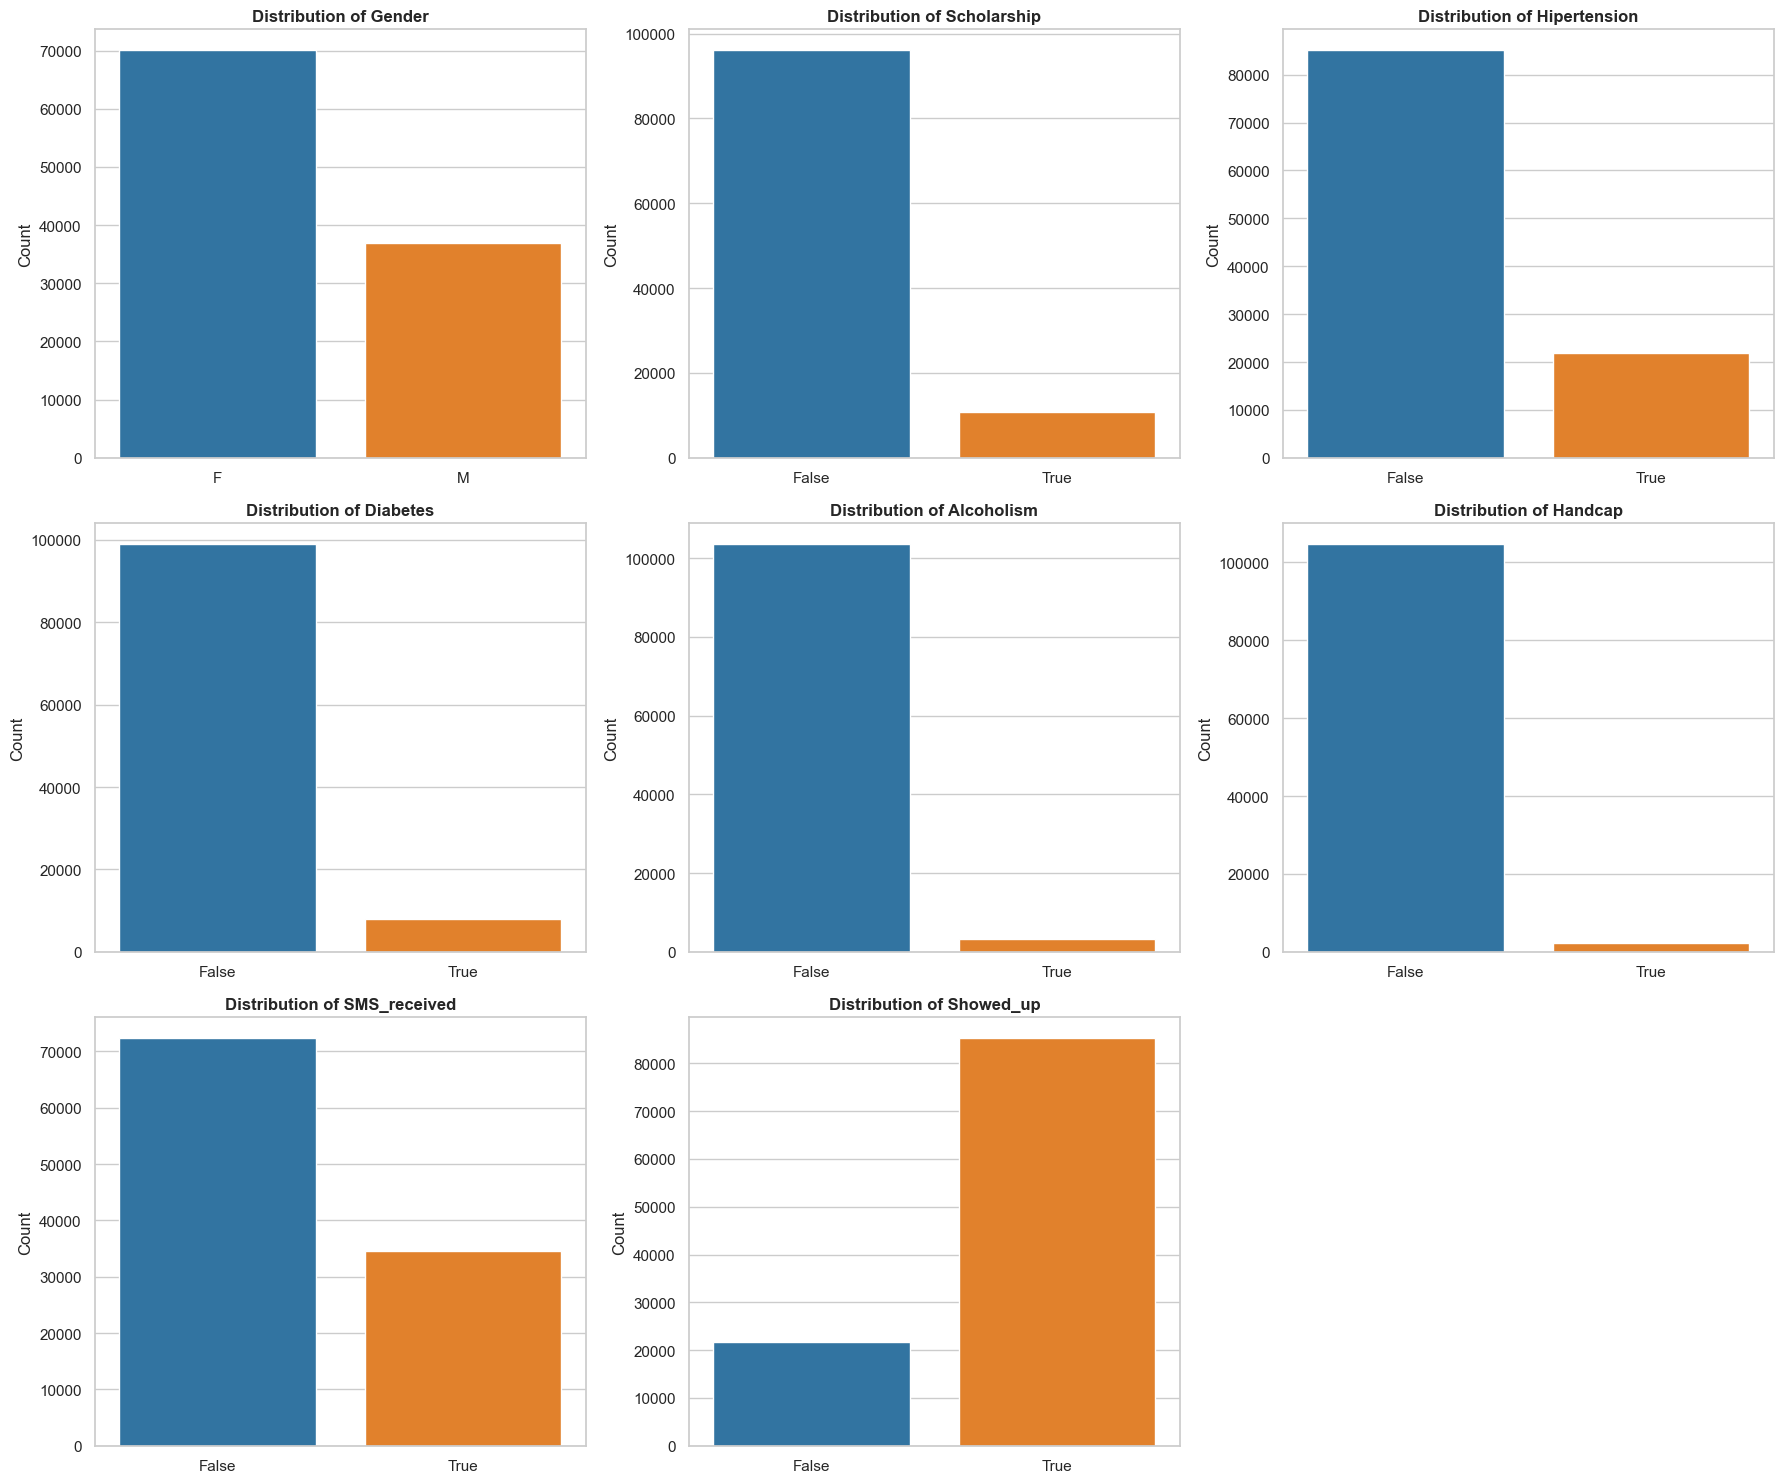 Distribution of Gender
Count
70000
60000
50000
40000
30000
20000
10000
0
F M
Distribution of Scholarship
Count
100000
80000
60000
40000
20000
0
False True
Distribution of Hipertension
Count
80000
70000
60000
50000
40000
30000
20000
10000
0
False True
Distribution of Diabetes
Count
100000
80000
60000
40000
20000
0
False True
Distribution of Alcoholism
Count
100000
80000
60000
40000
20000
0
False True
Distribution of Handcap
Count
100000
80000
60000
40000
20000
0
False True
Distribution of SMS_received
Count
70000
60000
50000
40000
30000
20000
10000
0
False True
Distribution of Showed_up
Count
80000
70000
60000
50000
40000
30000
20000
10000
0
False True